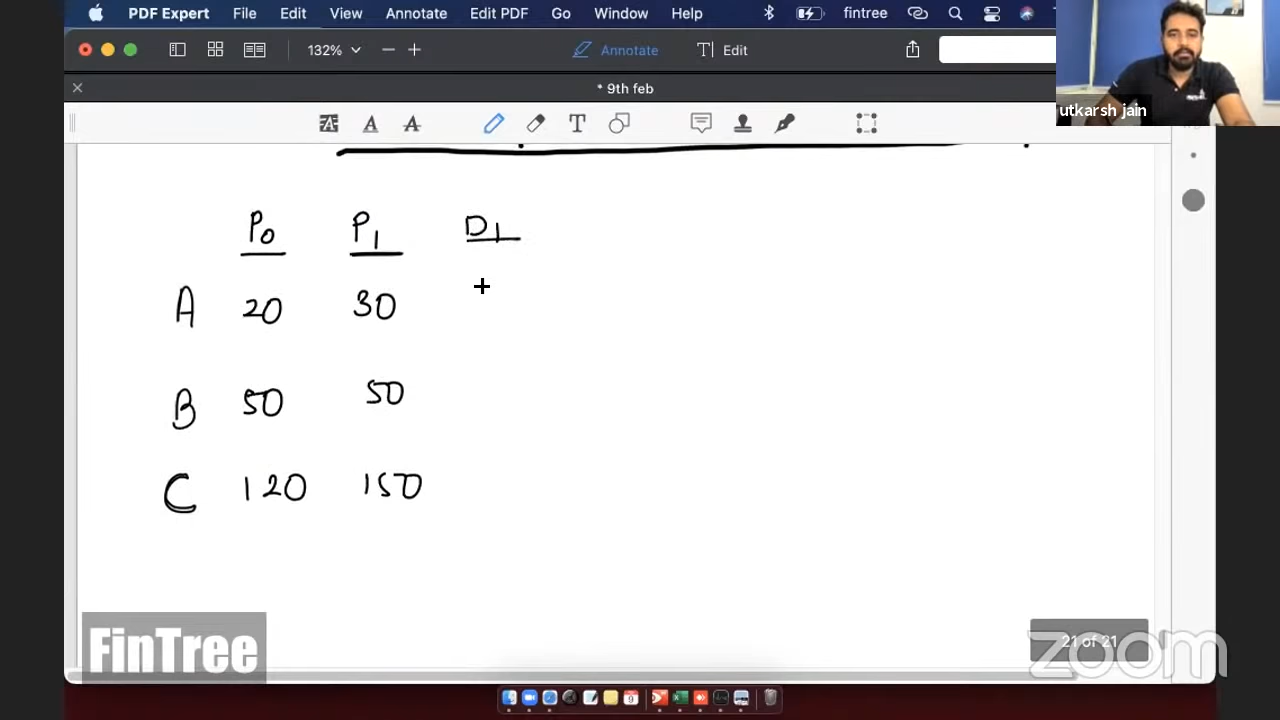 PDF Expert File Edit View Annotate Edit PDF Go Window Help fintree
132% Annotate T Edit
* 9th feb
utkarsh jain
P0 P1 D1
A 20 30
B 50 50
C 120 150
21 of 21
FinTree
zoom